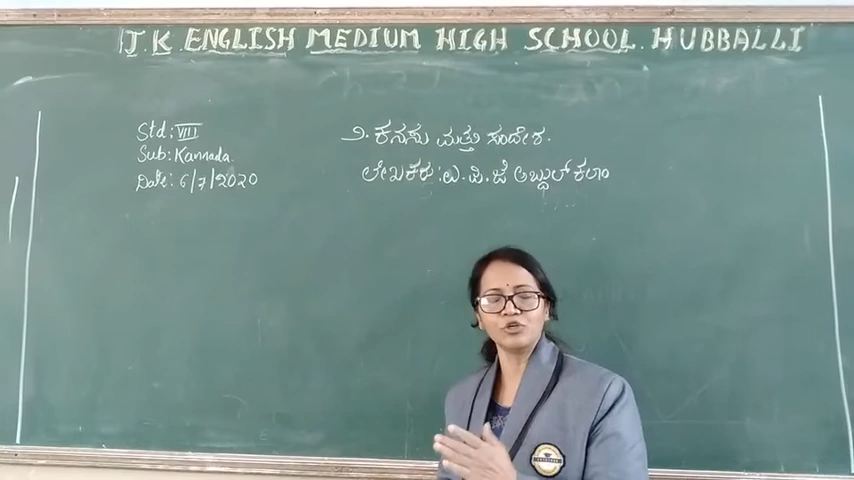 J.K ENGLISH MEDIUM HIGH SCHOOL HUBBALLI
Std: VIII
Sub: Kannada.
Date: 6/7/2020
೨. ಕನಸು ಮತ್ತು ಸಂದೇಶ.
ಲೇಖಕರು: ಎ. ಪಿ. ಜೆ ಅಬ್ದುಲ್ ಕಲಾಂ